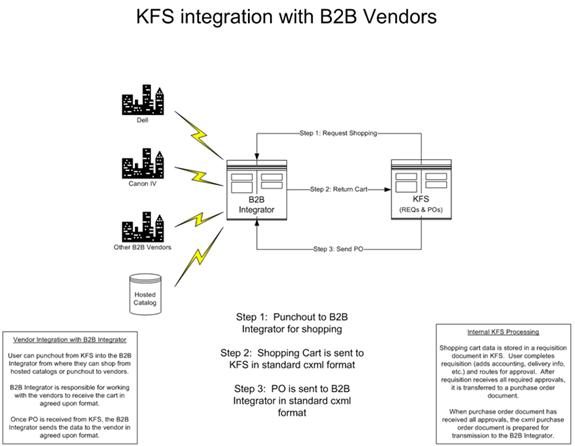 KFS integration with B2B Vendors
Dell
Canon IV
Other B2B Vendors
Hosted
Catalog
B2B
Integrator
Step 1: Request Shopping
Step 2: Return Cart
Step 3: Send PO
KFS
(REQs & POs)
Step 1: Punchout to B2B
Integrator for shopping
Step 2: Shopping Cart is sent to
KFS in standard cxml format
Step 3: PO is sent to B2B
Integrator in standard cxml
format
Vendor Integration with B2B Integrator
User can punchout from KFS into the B2B
Integrator from where they can shop from
hosted catalogs or punchout to vendors.
B2B Integrator is responsible for working
with the vendors to receive the cart in
agreed upon format.
Once PO is received from KFS, the B2B
Integrator sends the data to the vendor in
agreed upon format.
Internal KFS Processing
Shopping cart data is stored in a requisition
document in KFS. User completes
requisition (adds accounting, delivery info,
etc.) and routes for approval. After
requisition receives all required approvals,
it is transferred to a purchase order
document.
When purchase order document has
received all approvals, the cxml purchase
order document is prepared for
transmission to the B2B Integrator.